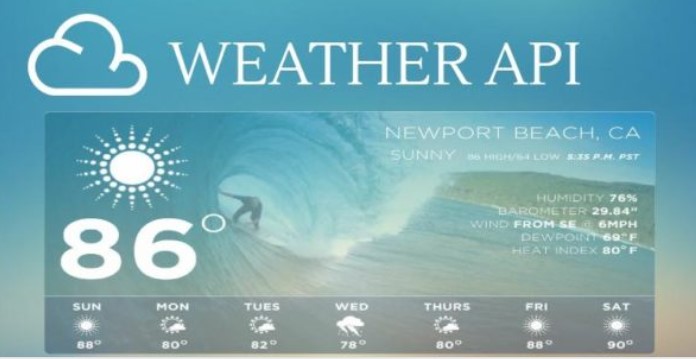 WEATHER API
NEWPORT BEACH, CA
SUNNY 86 HIGH/64 LOW 5:35 P.M. PST
86°
HUMIDITY 76%
BAROMETER 29.84"
WIND FROM SE @ 6MPH
DEWPOINT 69°F
HEAT INDEX 80°F
SUN MON TUES WED THURS FRI SAT
88° 80° 82° 78° 80° 88° 90°